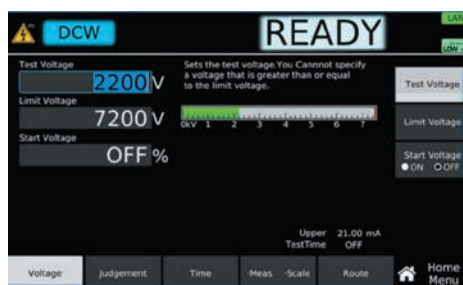 DCW
READY
LAN
LOW
Test Voltage
2200 V
Sets the test voltage.You Cannnot specify
a voltage that is greater than or equal
to the limit voltage.
Limit Voltage
7200 V
0kV 1 2 3 4 5 6 7
Start Voltage
OFF %
Test Voltage
Limit Voltage
Start Voltage
ON OFF
Upper 21.00 mA
TestTime OFF
Voltage
Judgement
Time
·Meas ·Scale
Route
Home
Menu